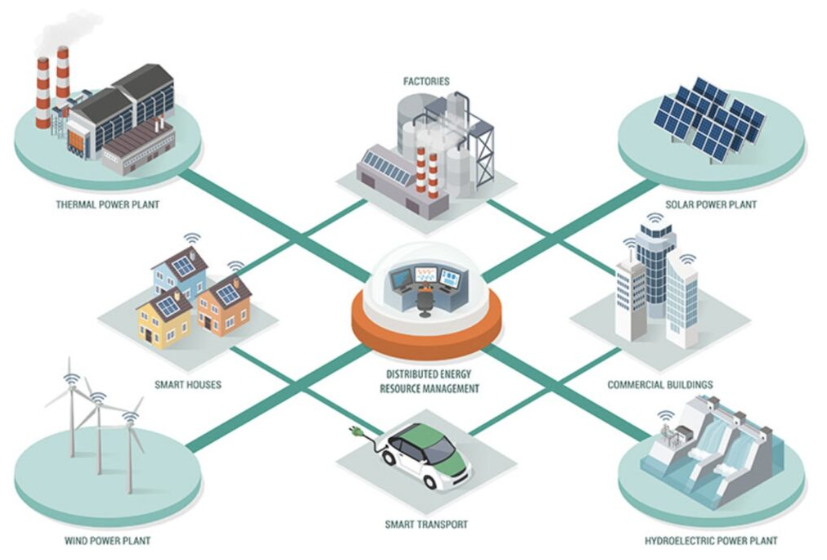 FACTORIES
THERMAL POWER PLANT
SOLAR POWER PLANT
DISTRIBUTED ENERGY
RESOURCE MANAGEMENT
SMART HOUSES
COMMERCIAL BUILDINGS
SMART TRANSPORT
WIND POWER PLANT
HYDROELECTRIC POWER PLANT